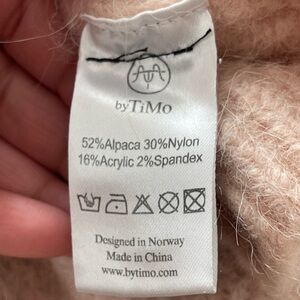 byTiMo
52%Alpaca 30%Nylon
16%Acrylic 2%Spandex
Designed in Norway
Made in China
www.bytimo.com